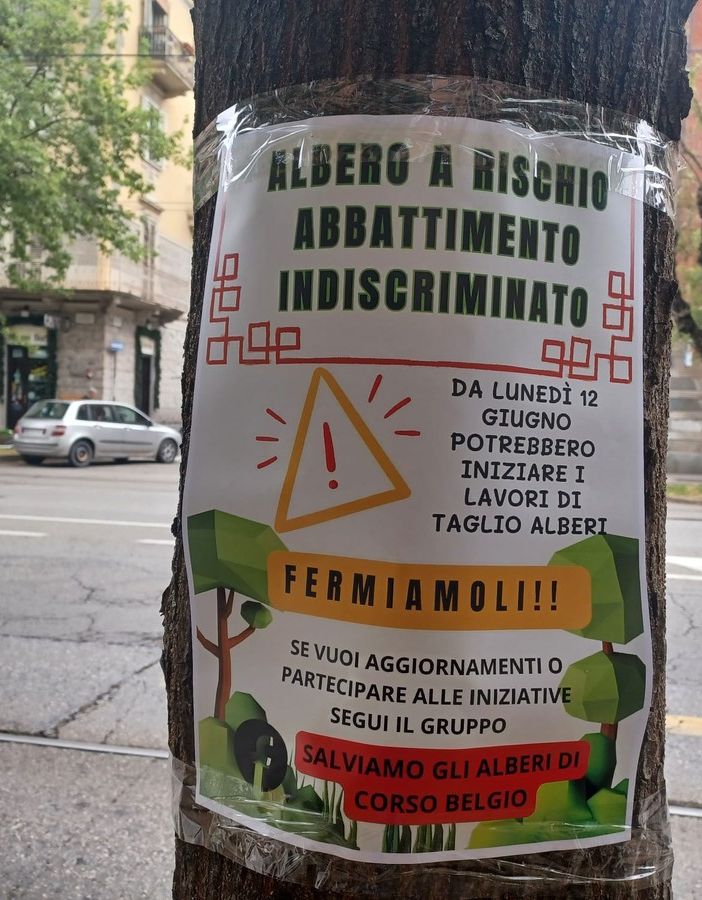 ALBERO A RISCHIO
ABBATTIMENTO
INDISCRIMINATO
DA LUNEDÌ 12
GIUGNO
POTREBBERO
INIZIARE I
LAVORI DI
TAGLIO ALBERI
FERMIAMOLI!!
SE VUOI AGGIORNAMENTI O
PARTECIPARE ALLE INIZIATIVE
SEGUI IL GRUPPO
SALVIAMO GLI ALBERI DI
CORSO BELGIO